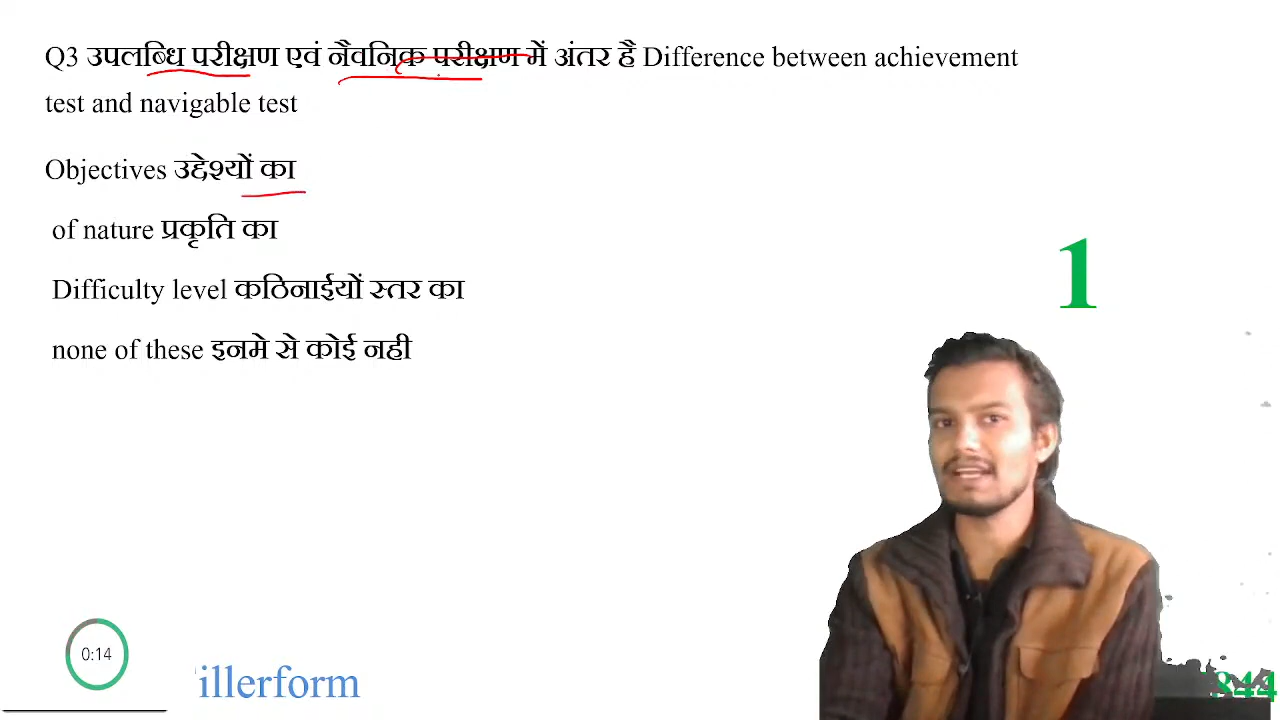 Q3 उपलब्धि परीक्षण एवं नैवनिक परीक्षण में अंतर है Difference between achievement
test and navigable test
Objectives उद्देश्यों का
of nature प्रकृति का
Difficulty level कठिनाईयों स्तर का
none of these इनमे से कोई नही
1
0:14
illerform
344